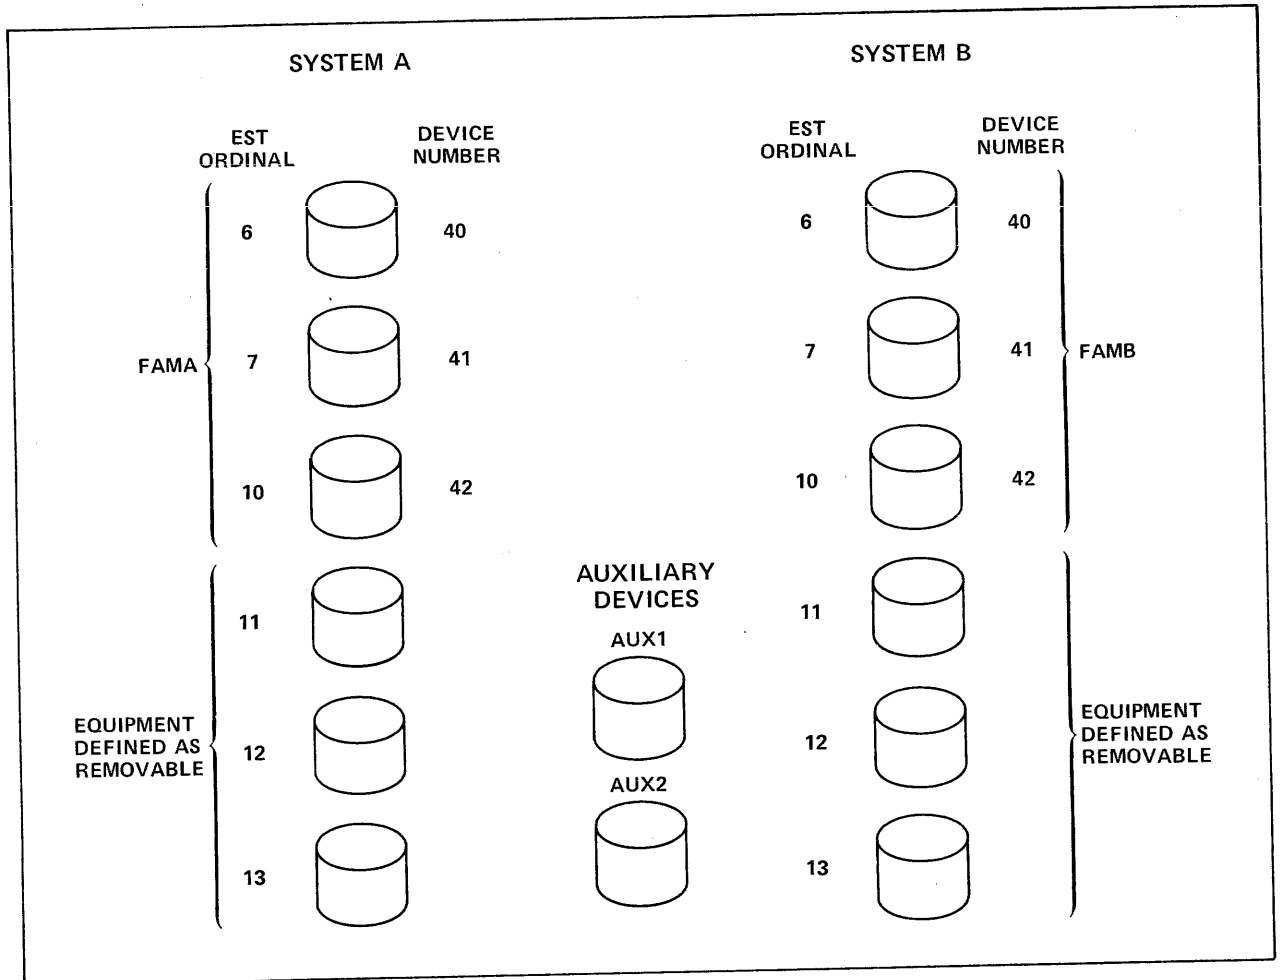 SYSTEM A
SYSTEM B
EST
ORDINAL
DEVICE
NUMBER
EST
ORDINAL
DEVICE
NUMBER
6
40
6
40
7
41
7
41
FAMA
FAMB
10
42
10
42
AUXILIARY
DEVICES
11
11
AUX1
EQUIPMENT
DEFINED AS
REMOVABLE
12
12
EQUIPMENT
DEFINED AS
REMOVABLE
AUX2
13
13